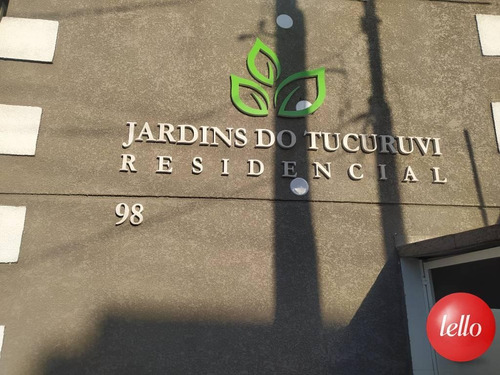 JARDINS DO TUCURUVI
RESIDENCIAL
98
lello